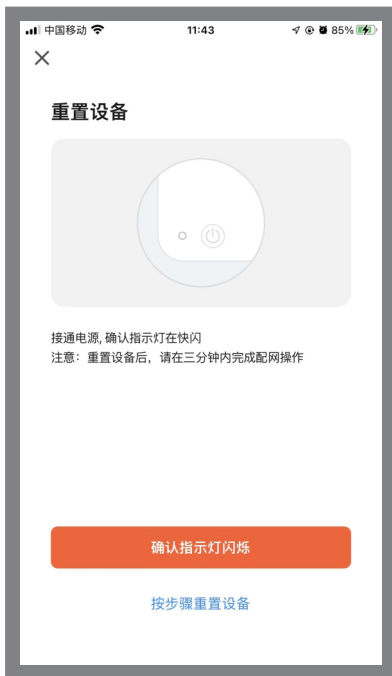 中国移动 11:43 85%
重置设备
接通电源, 确认指示灯在快闪
注意：重置设备后，请在三分钟内完成配网操作
确认指示灯闪烁
按步骤重置设备